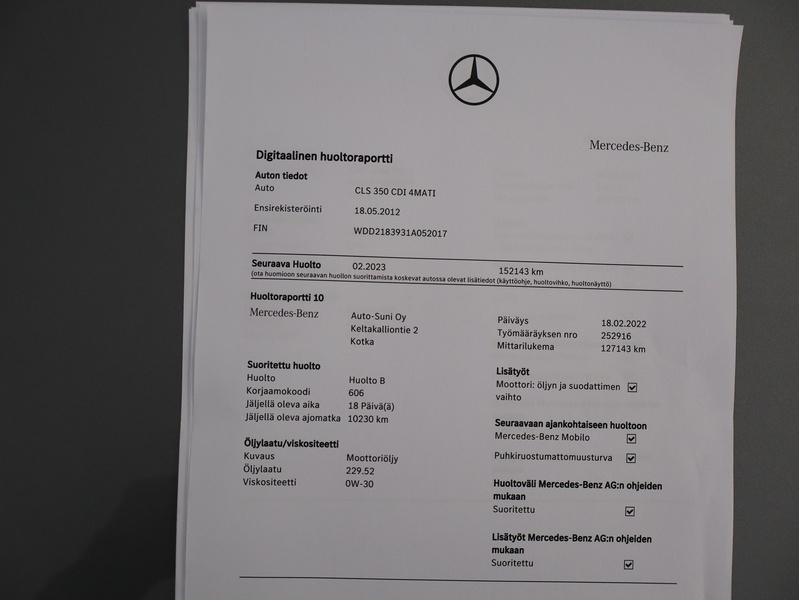 Mercedes-Benz
Digitaalinen huoltoraportti
Auton tiedot
Auto CLS 350 CDI 4MATI
Ensirekisteröinti 18.05.2012
FIN WDD2183931A052017
Seuraava Huolto 02.2023 152143 km
(ota huomioon seuraavan huollon suorittamista koskevat autossa olevat lisätiedot (käyttöohje, huoltovihko, huoltonäyttö)
Huoltoraportti 10
Mercedes-Benz Auto-Suni Oy
Keltakalliontie 2
Kotka
Päiväys 18.02.2022
Työmääräyksen nro 252916
Mittarilukema 127143 km
Suoritettu huolto
Huolto Huolto B
Korjaamokoodi 606
Jäljellä oleva aika 18 Päivä(ä)
Jäljellä oleva ajomatka 10230 km
Öljylaatu/viskositeetti
Kuvaus Moottoriöljy
Öljylaatu 229.52
Viskositeetti 0W-30
Lisätyöt
Moottori: öljyn ja suodattimen
vaihto
Seuraavaan ajankohtaiseen huoltoon
Mercedes-Benz Mobilo
Puhkiruostumattomuusturva
Huoltoväli Mercedes-Benz AG:n ohjeiden
mukaan
Suoritettu
Lisätyöt Mercedes-Benz AG:n ohjeiden
mukaan
Suoritettu